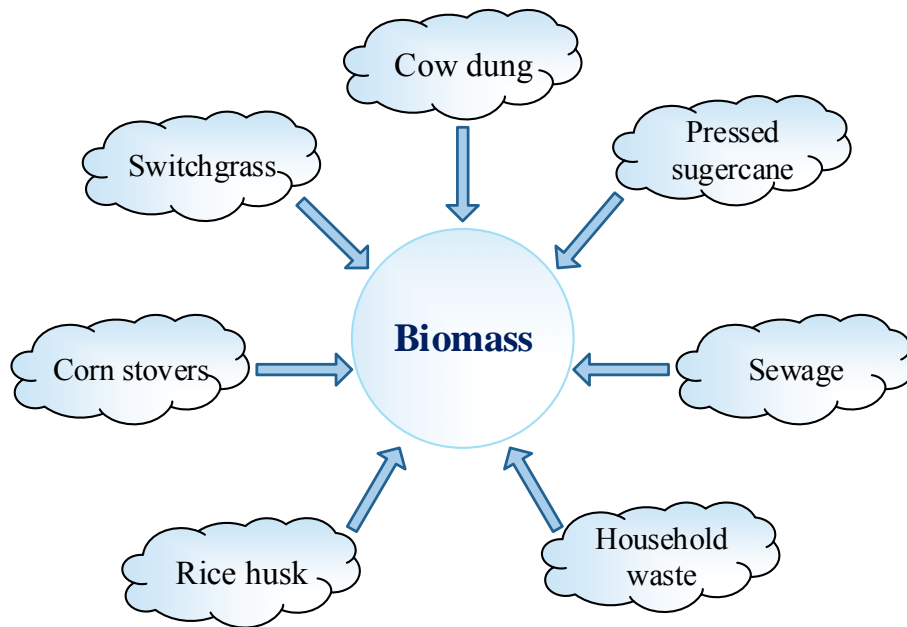 Cow dung
Pressed
sugercane
Switchgrass
Biomass
Corn stovers
Sewage
Household
waste
Rice husk